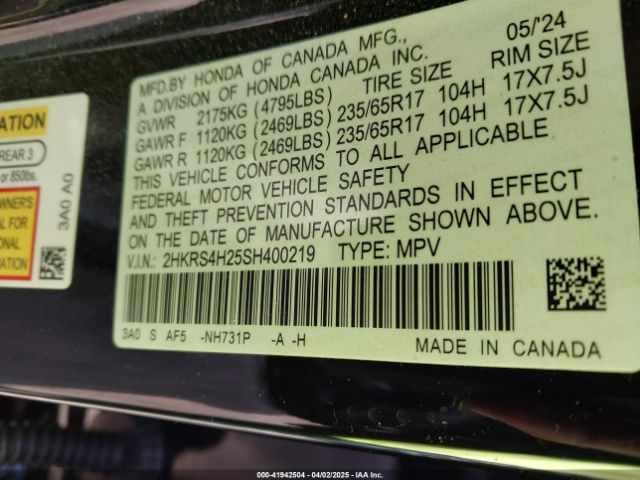 MFD.BY HONDA OF CANADA MFG., 05/'24
A DIVISION OF HONDA CANADA INC.
GVWR 2175KG (4795LBS) TIRE SIZE RIM SIZE
GAWR F 1120KG (2469LBS) 235/65R17 104H 17X7.5J
GAWR R 1120KG (2469LBS) 235/65R17 104H 17X7.5J
THIS VEHICLE CONFORMS TO ALL APPLICABLE
FEDERAL MOTOR VEHICLE SAFETY
AND THEFT PREVENTION STANDARDS IN EFFECT
ON THE DATE OF MANUFACTURE SHOWN ABOVE.
V.I.N.: 2HKRS4H25SH400219 TYPE: MPV
3A0 S AF5 -NH731P -A -H
MADE IN CANADA
REAR 3
or 850lbs.
3A0 A0
OWNER'S
FOR
000-41942504 | 04/02/2025 | IAA Inc.